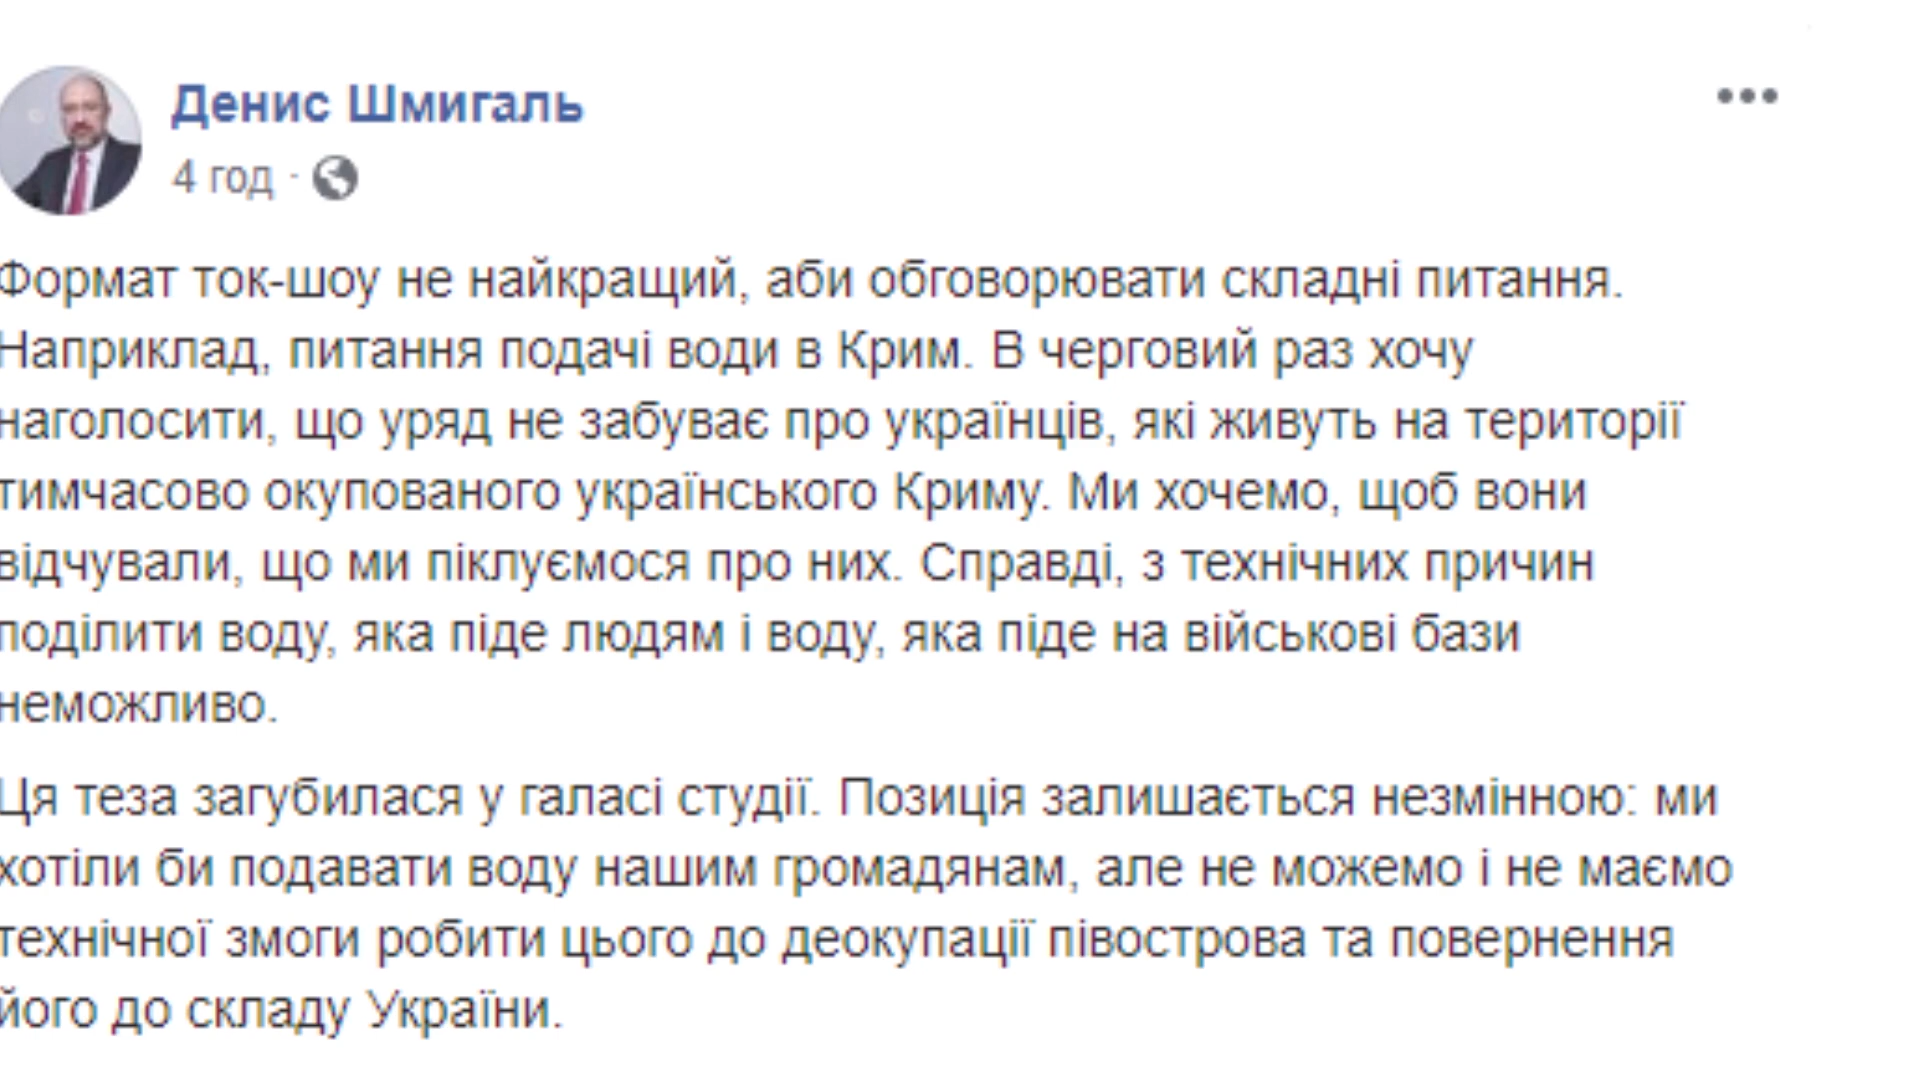 Денис Шмигаль
4 год ·
Формат ток-шоу не найкращий, аби обговорювати складні питання.
Наприклад, питання подачі води в Крим. В черговий раз хочу
наголосити, що уряд не забуває про українців, які живуть на території
тимчасово окупованого українського Криму. Ми хочемо, щоб вони
відчували, що ми піклуємося про них. Справді, з технічних причин
поділити воду, яка піде людям і воду, яка піде на військові бази
неможливо.
Ця теза загубилася у галасі студії. Позиція залишається незмінною: ми
хотіли би подавати воду нашим громадянам, але не можемо і не маємо
технічної змоги робити цього до деокупації півострова та повернення
його до складу України.